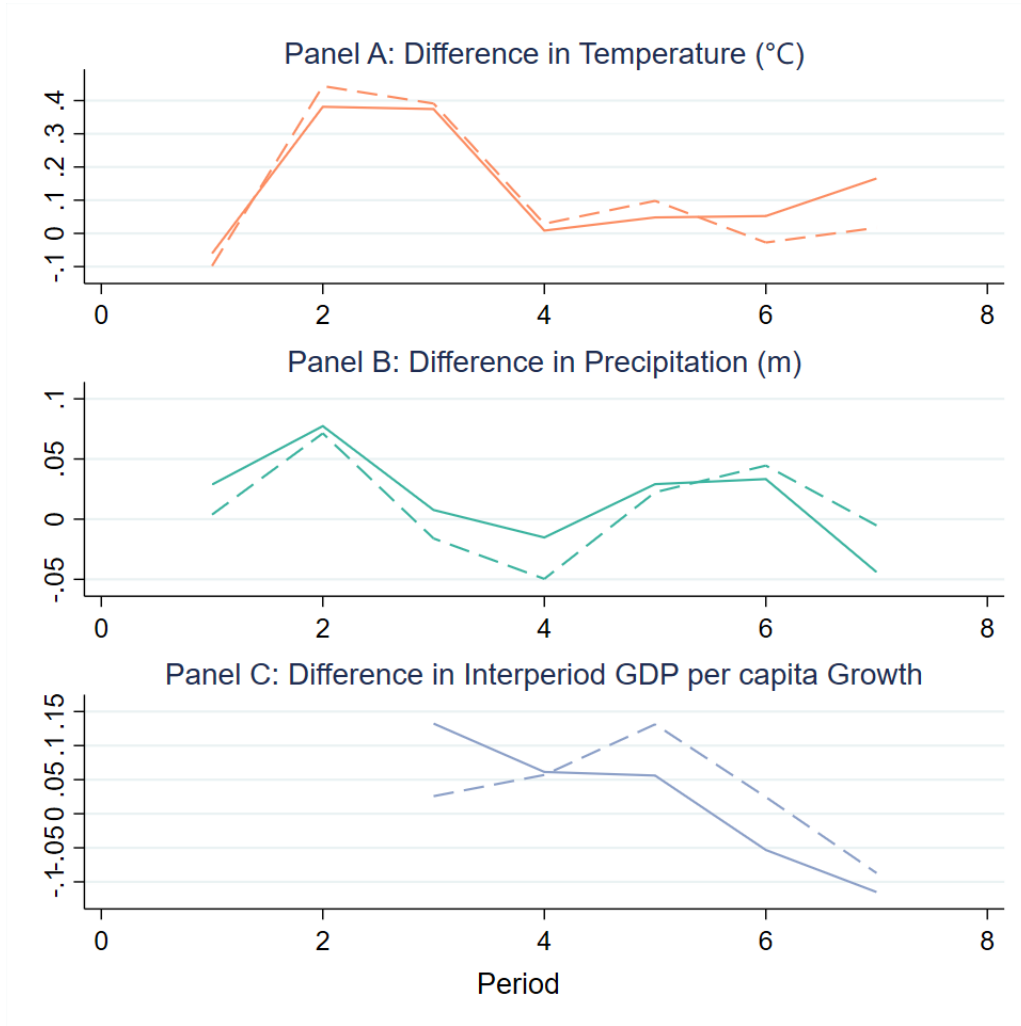 Panel A: Difference in Temperature (°C)
.4
.3
.2
.1
0
-.1
0 2 4 6 8
Panel B: Difference in Precipitation (m)
.1
.05
0
-.05
0 2 4 6 8
Panel C: Difference in Interperiod GDP per capita Growth
.15
.1
.05
0
-.05
-.1
0 2 4 6 8
Period